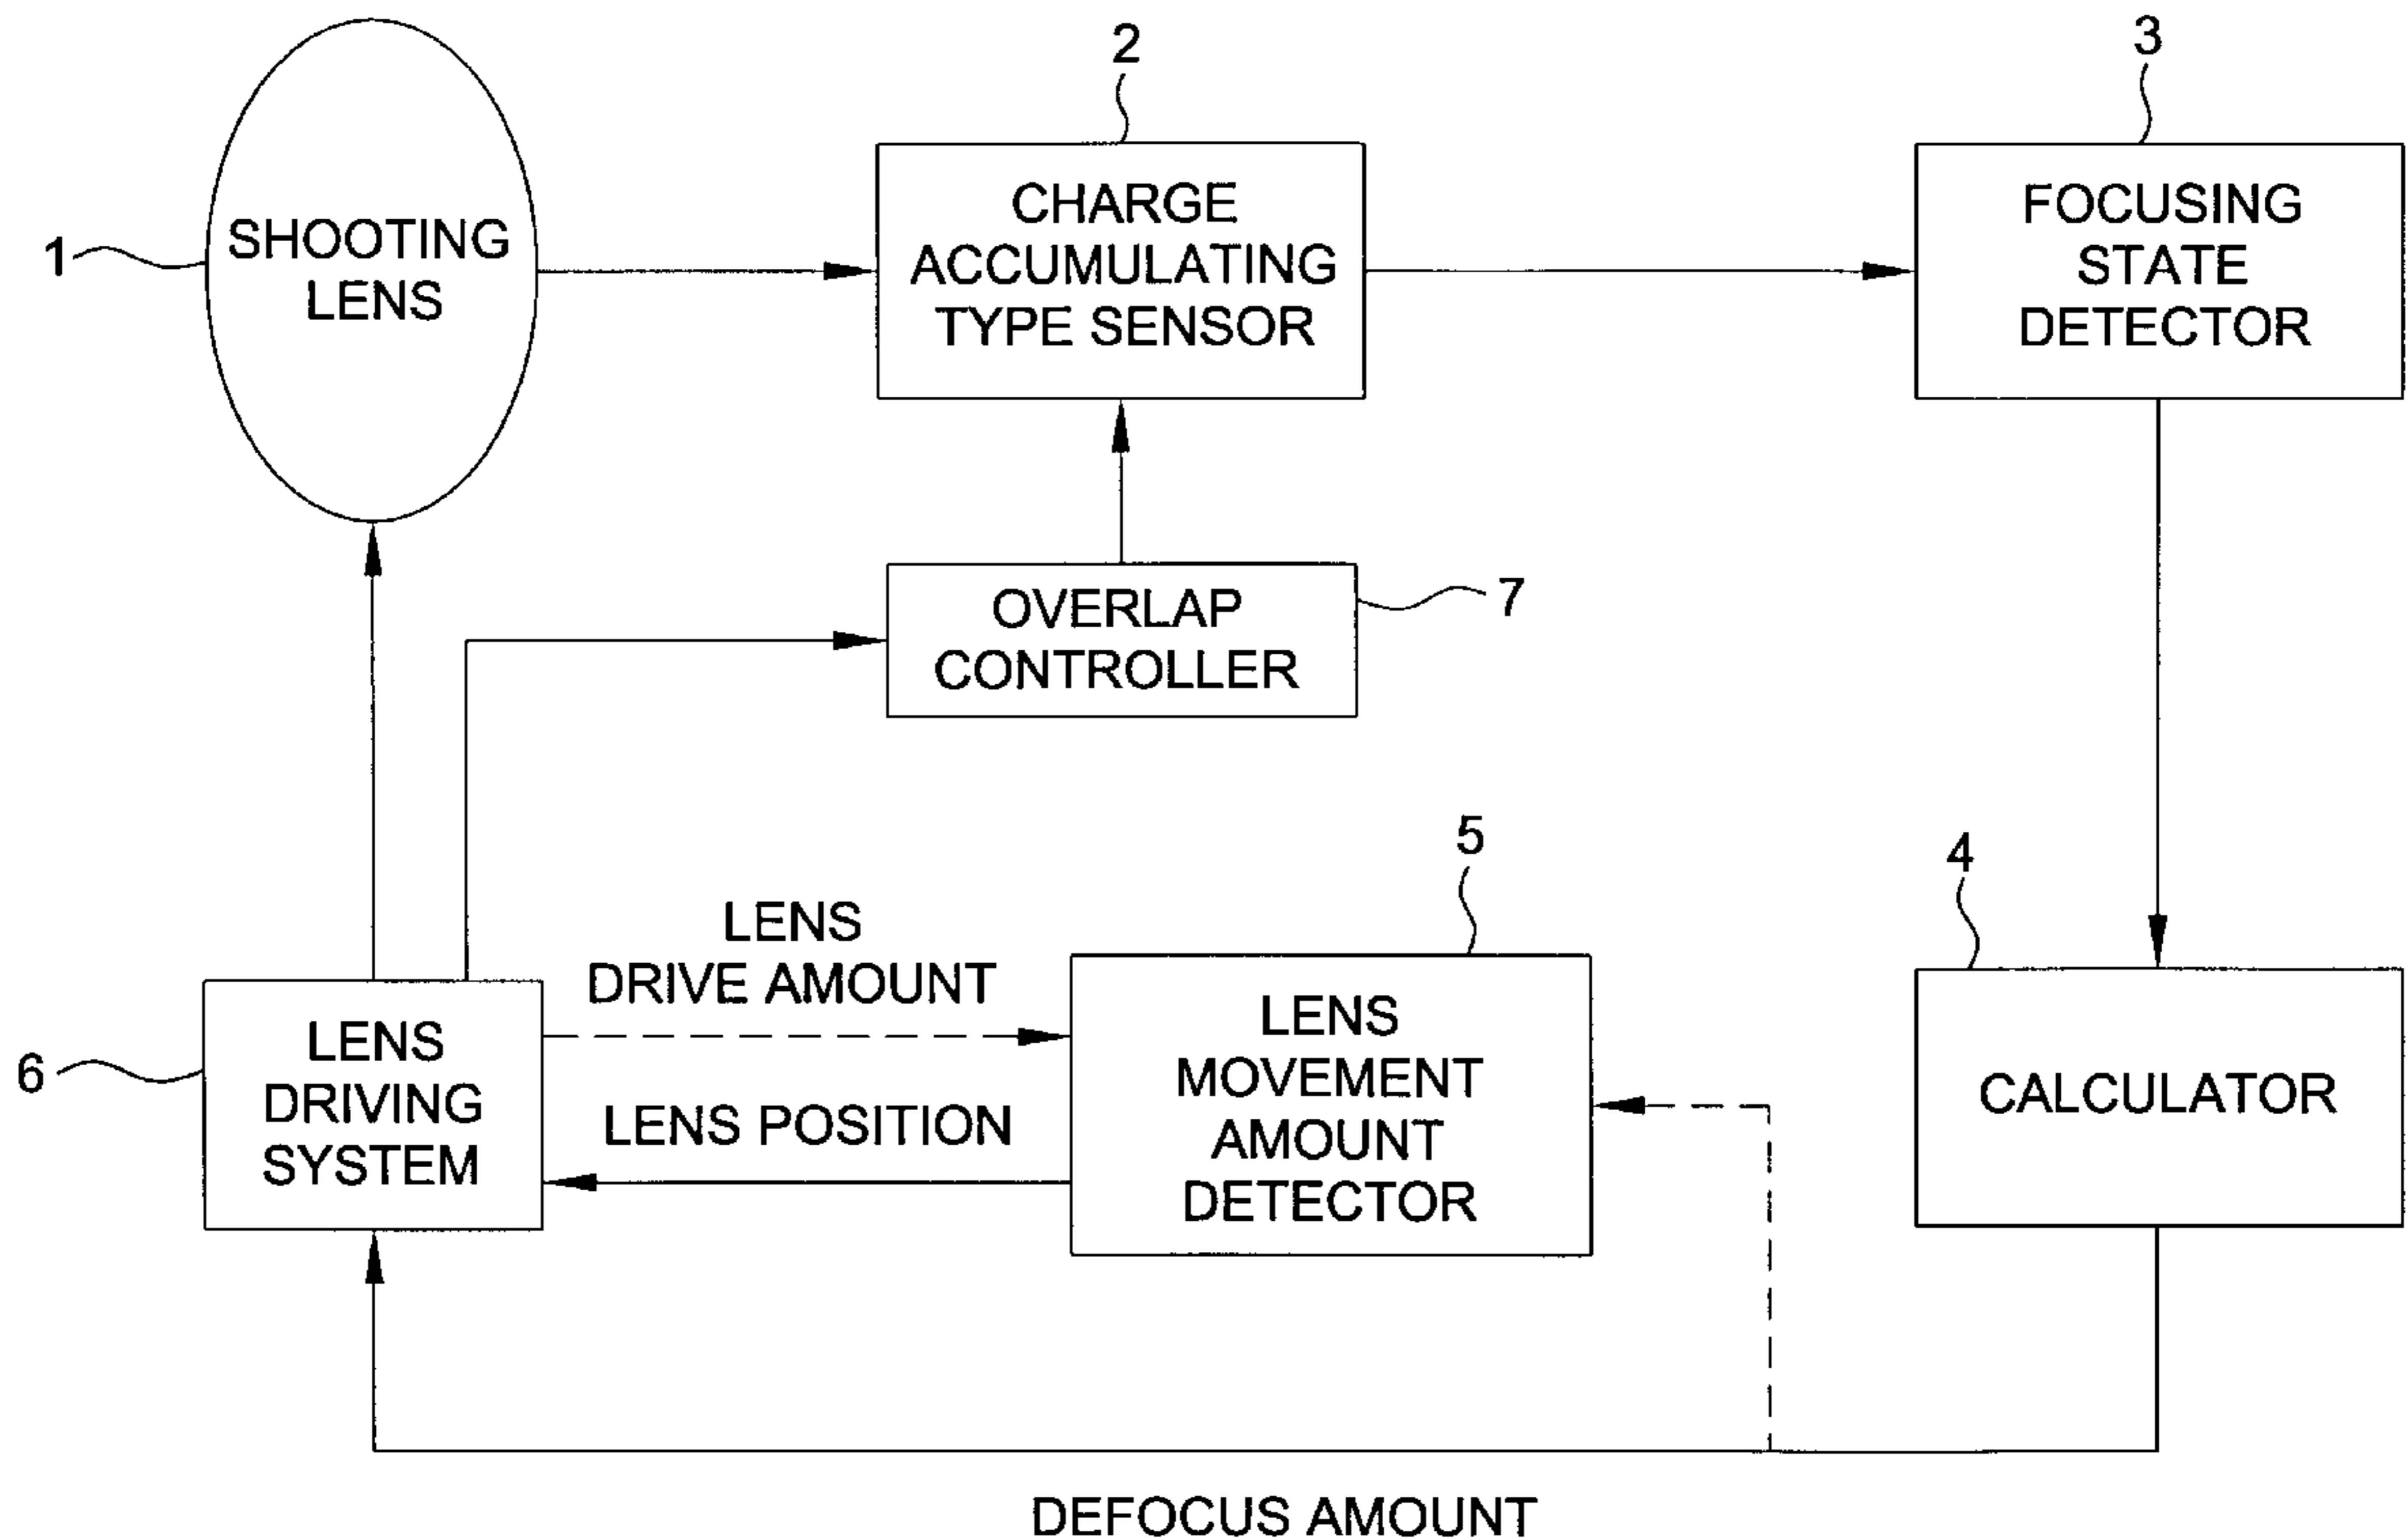 2
3
1
SHOOTING
LENS
CHARGE
ACCUMULATING
TYPE SENSOR
FOCUSING
STATE
DETECTOR
OVERLAP
CONTROLLER
7
5
4
LENS
DRIVE AMOUNT
6
LENS
DRIVING
SYSTEM
LENS POSITION
LENS
MOVEMENT
AMOUNT
DETECTOR
CALCULATOR
DEFOCUS AMOUNT